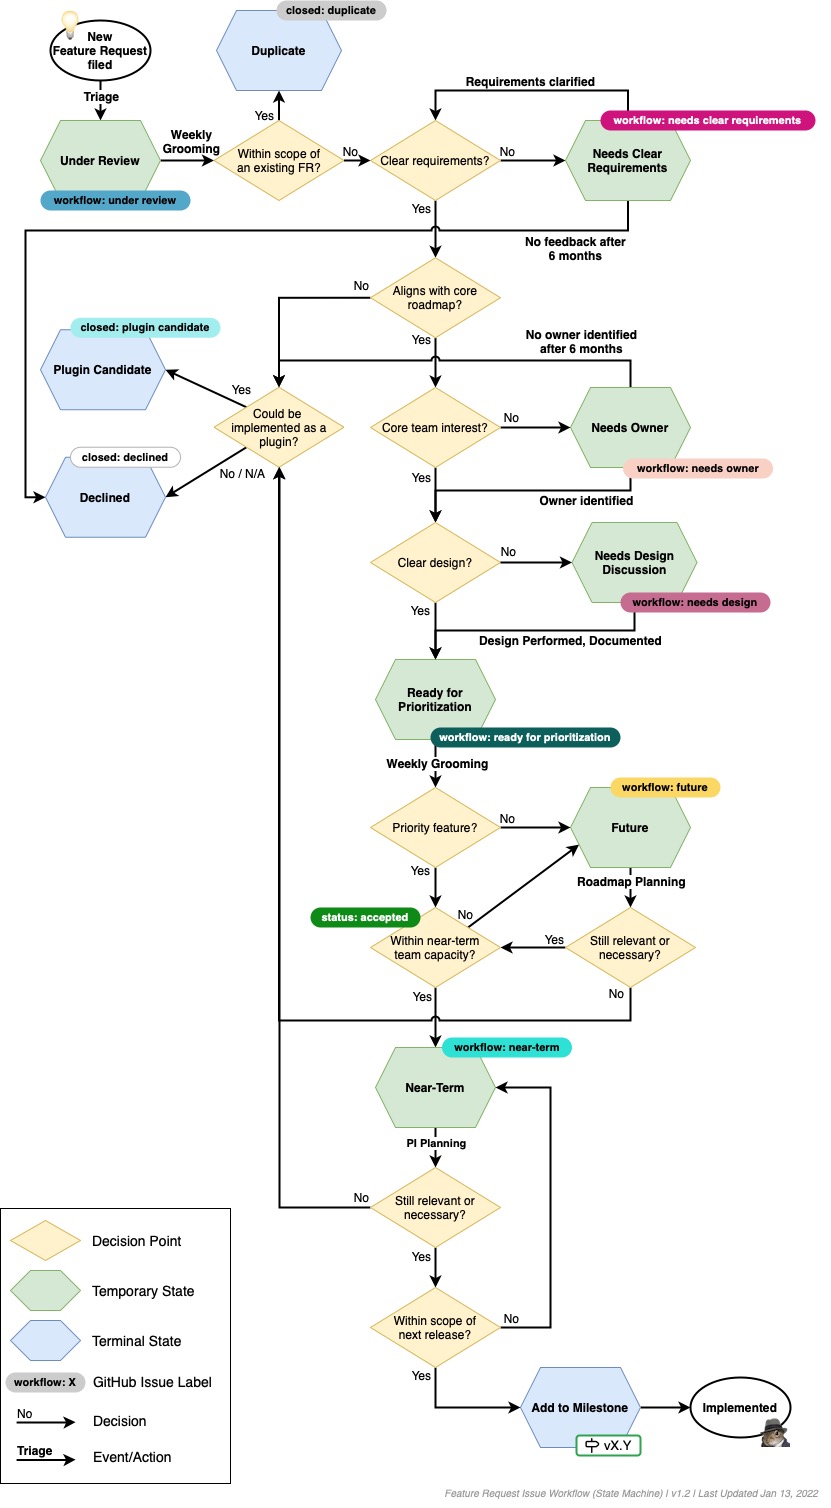 New
Feature Request
filed
closed: duplicate
Duplicate
Triage
Yes
Requirements clarified
workflow: needs clear requirements
Under Review
workflow: under review
Weekly
Grooming
Within scope of
an existing FR?
No
Clear requirements?
No
Needs Clear
Requirements
Yes
No feedback after
6 months
No
Aligns with core
roadmap?
closed: plugin candidate
Plugin Candidate
Yes
No owner identified
after 6 months
Yes
Could be
implemented as a
plugin?
Core team interest?
No
Needs Owner
closed: declined
Declined
No / N/A
Yes
workflow: needs owner
Owner identified
Clear design?
No
Needs Design
Discussion
workflow: needs design
Yes
Design Performed, Documented
Ready for
Prioritization
workflow: ready for prioritization
Weekly Grooming
workflow: future
Priority feature?
No
Future
Yes
Roadmap Planning
status: accepted
No
Within near-term
team capacity?
Yes
Still relevant or
necessary?
Yes
No
workflow: near-term
Near-Term
PI Planning
No
Still relevant or
necessary?
Yes
Within scope of
next release?
No
Yes
Add to Milestone
vX.Y
Implemented
Decision Point
Temporary State
Terminal State
workflow: X
GitHub Issue Label
No
Decision
Triage
Event/Action
Feature Request Issue Workflow (State Machine) | v1.2 | Last Updated Jan 13, 2022